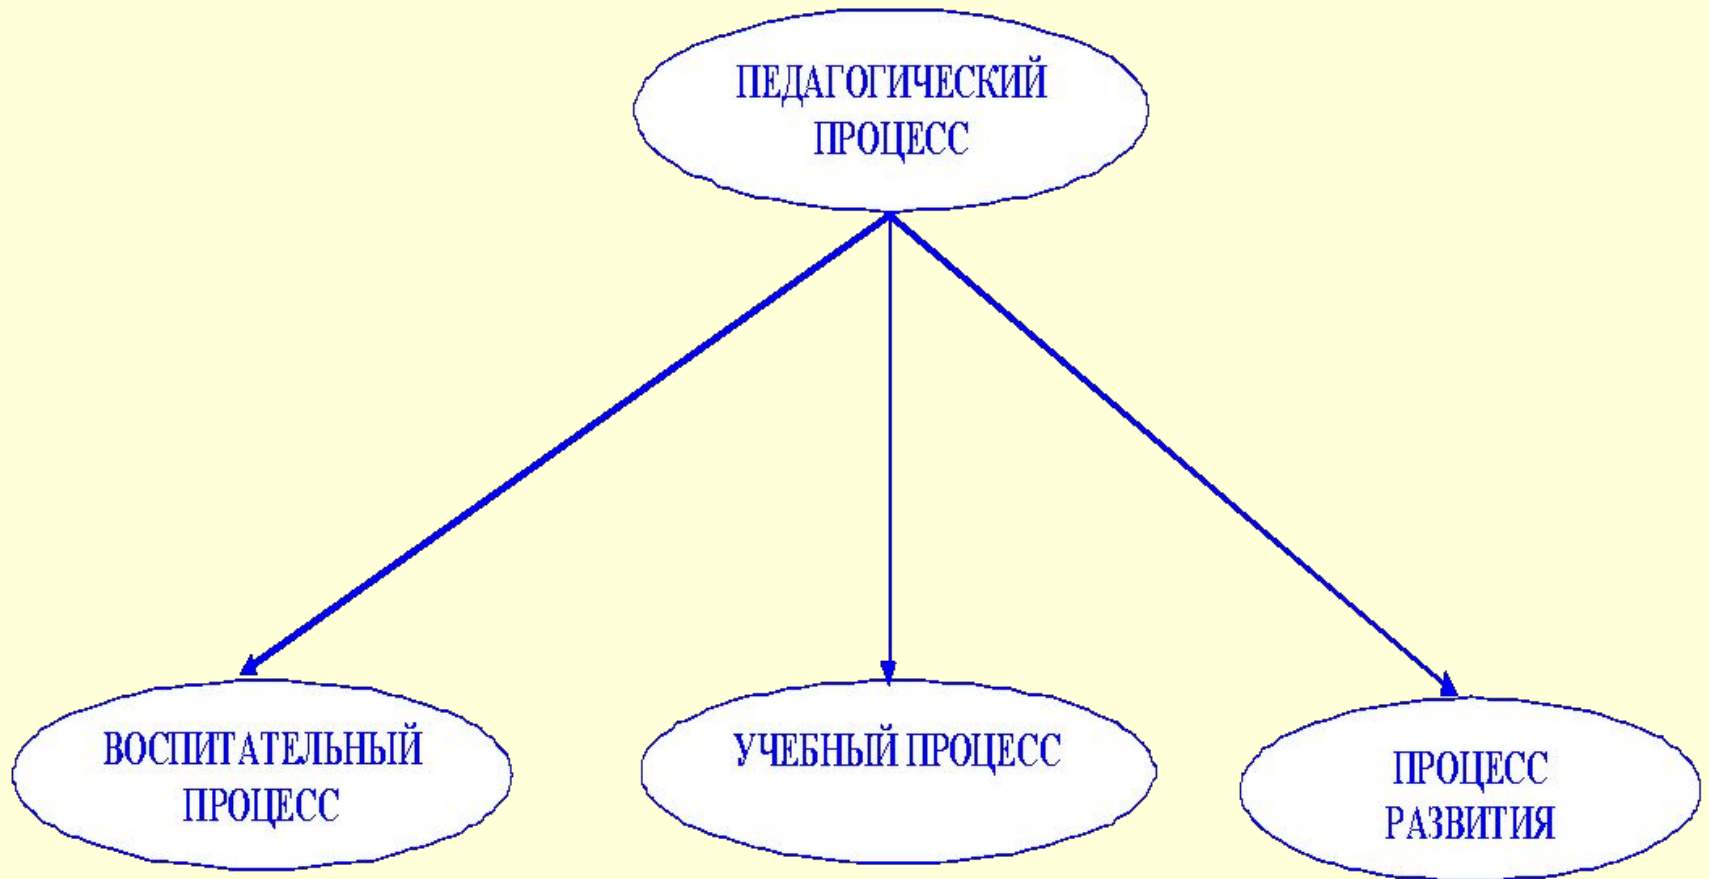 ПЕДАГОГИЧЕСКИЙ
ПРОЦЕСС
ВОСПИТАТЕЛЬНЫЙ
ПРОЦЕСС
УЧЕБНЫЙ ПРОЦЕСС
ПРОЦЕСС
РАЗВИТИЯ